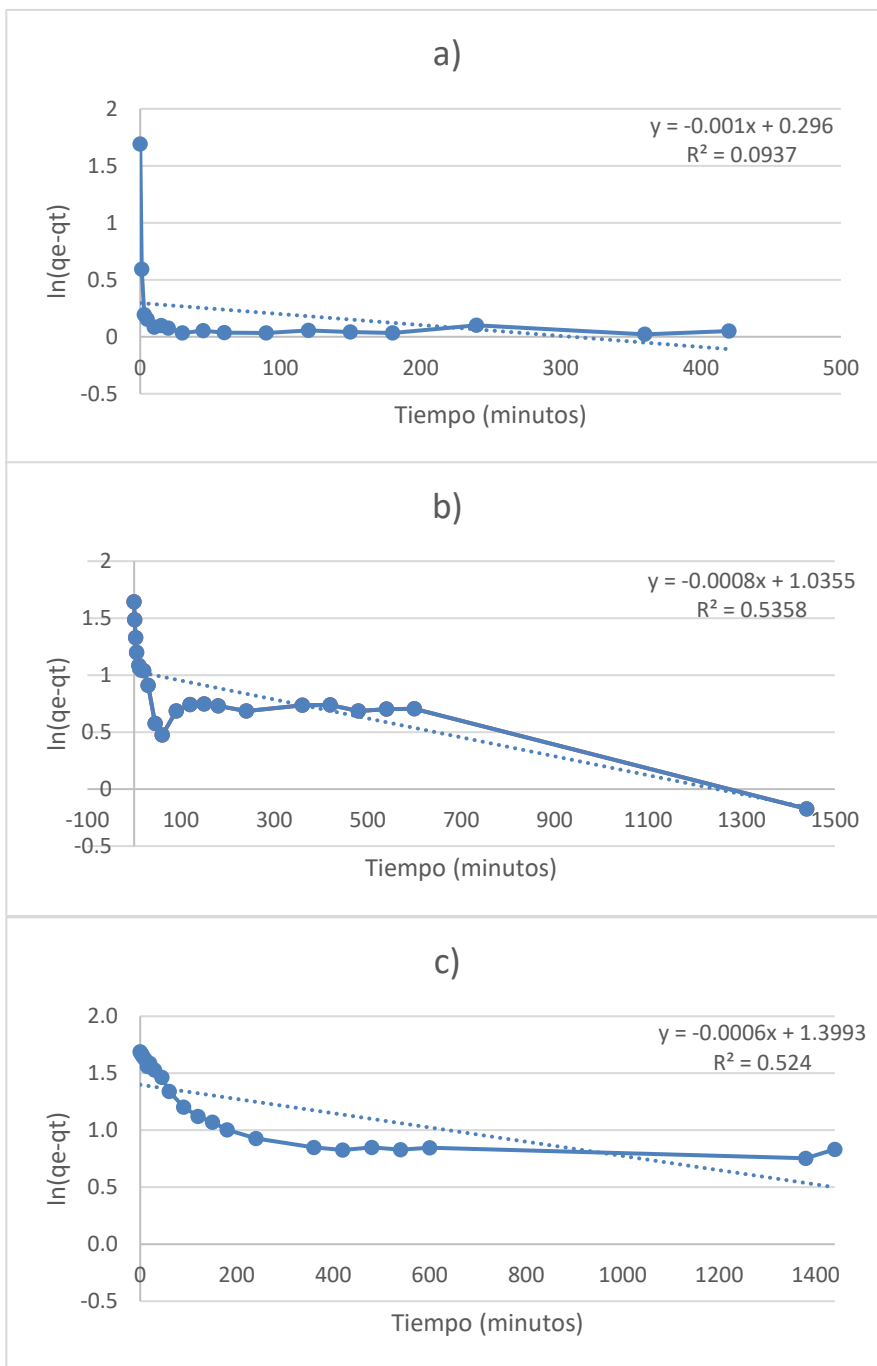 a)
y = -0.001x + 0.296
R² = 0.0937
2
1.5
1
0.5
0
-0.5
ln(qe-qt)
0 100 200 300 400 500
Tiempo (minutos)
b)
y = -0.0008x + 1.0355
R² = 0.5358
2
1.5
1
0.5
0
-0.5
ln(qe-qt)
-100 100 300 500 700 900 1100 1300 1500
Tiempo (minutos)
c)
y = -0.0006x + 1.3993
R² = 0.524
2.0
1.5
1.0
0.5
0.0
-0.5
ln(qe-qt)
0 200 400 600 800 1000 1200 1400
Tiempo (minutos)